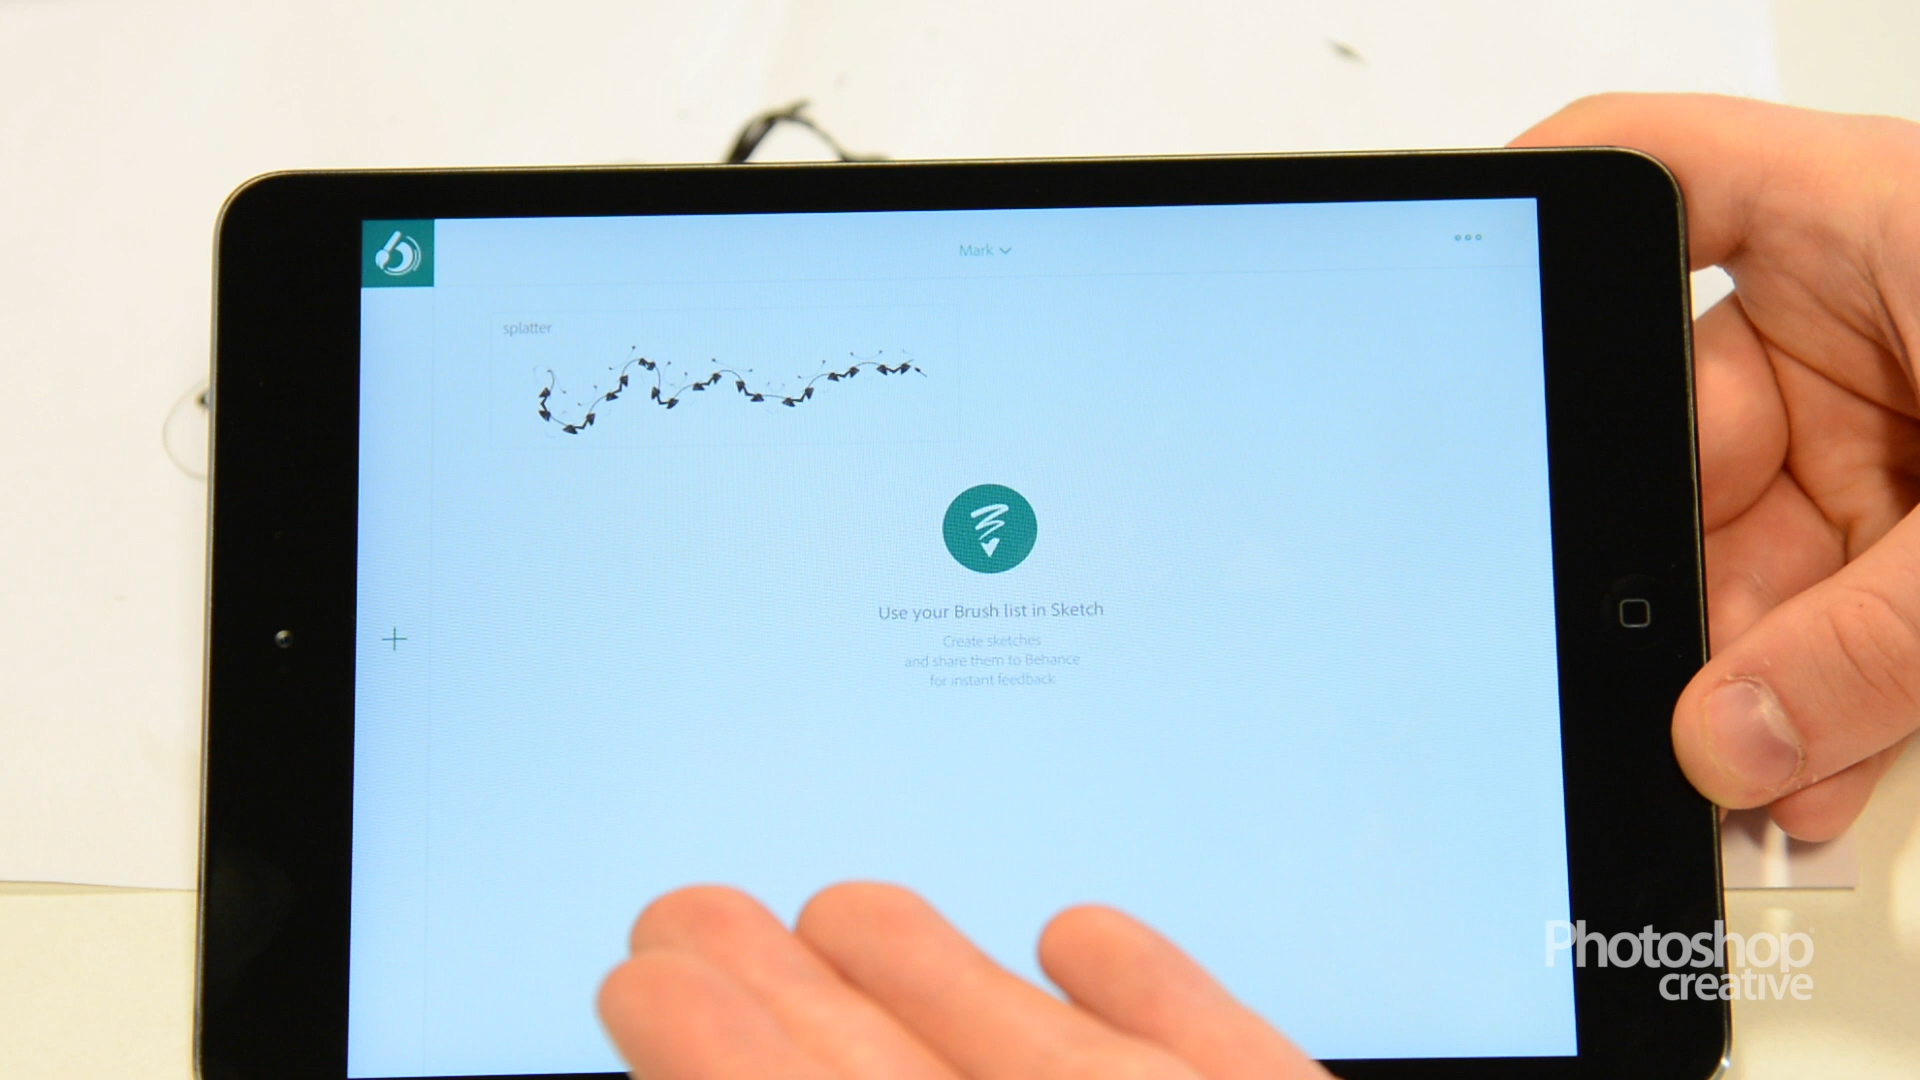 Mark
splatter
Use your Brush list in Sketch
Create sketches
and share them to Behance
for instant feedback
Photoshop
creative